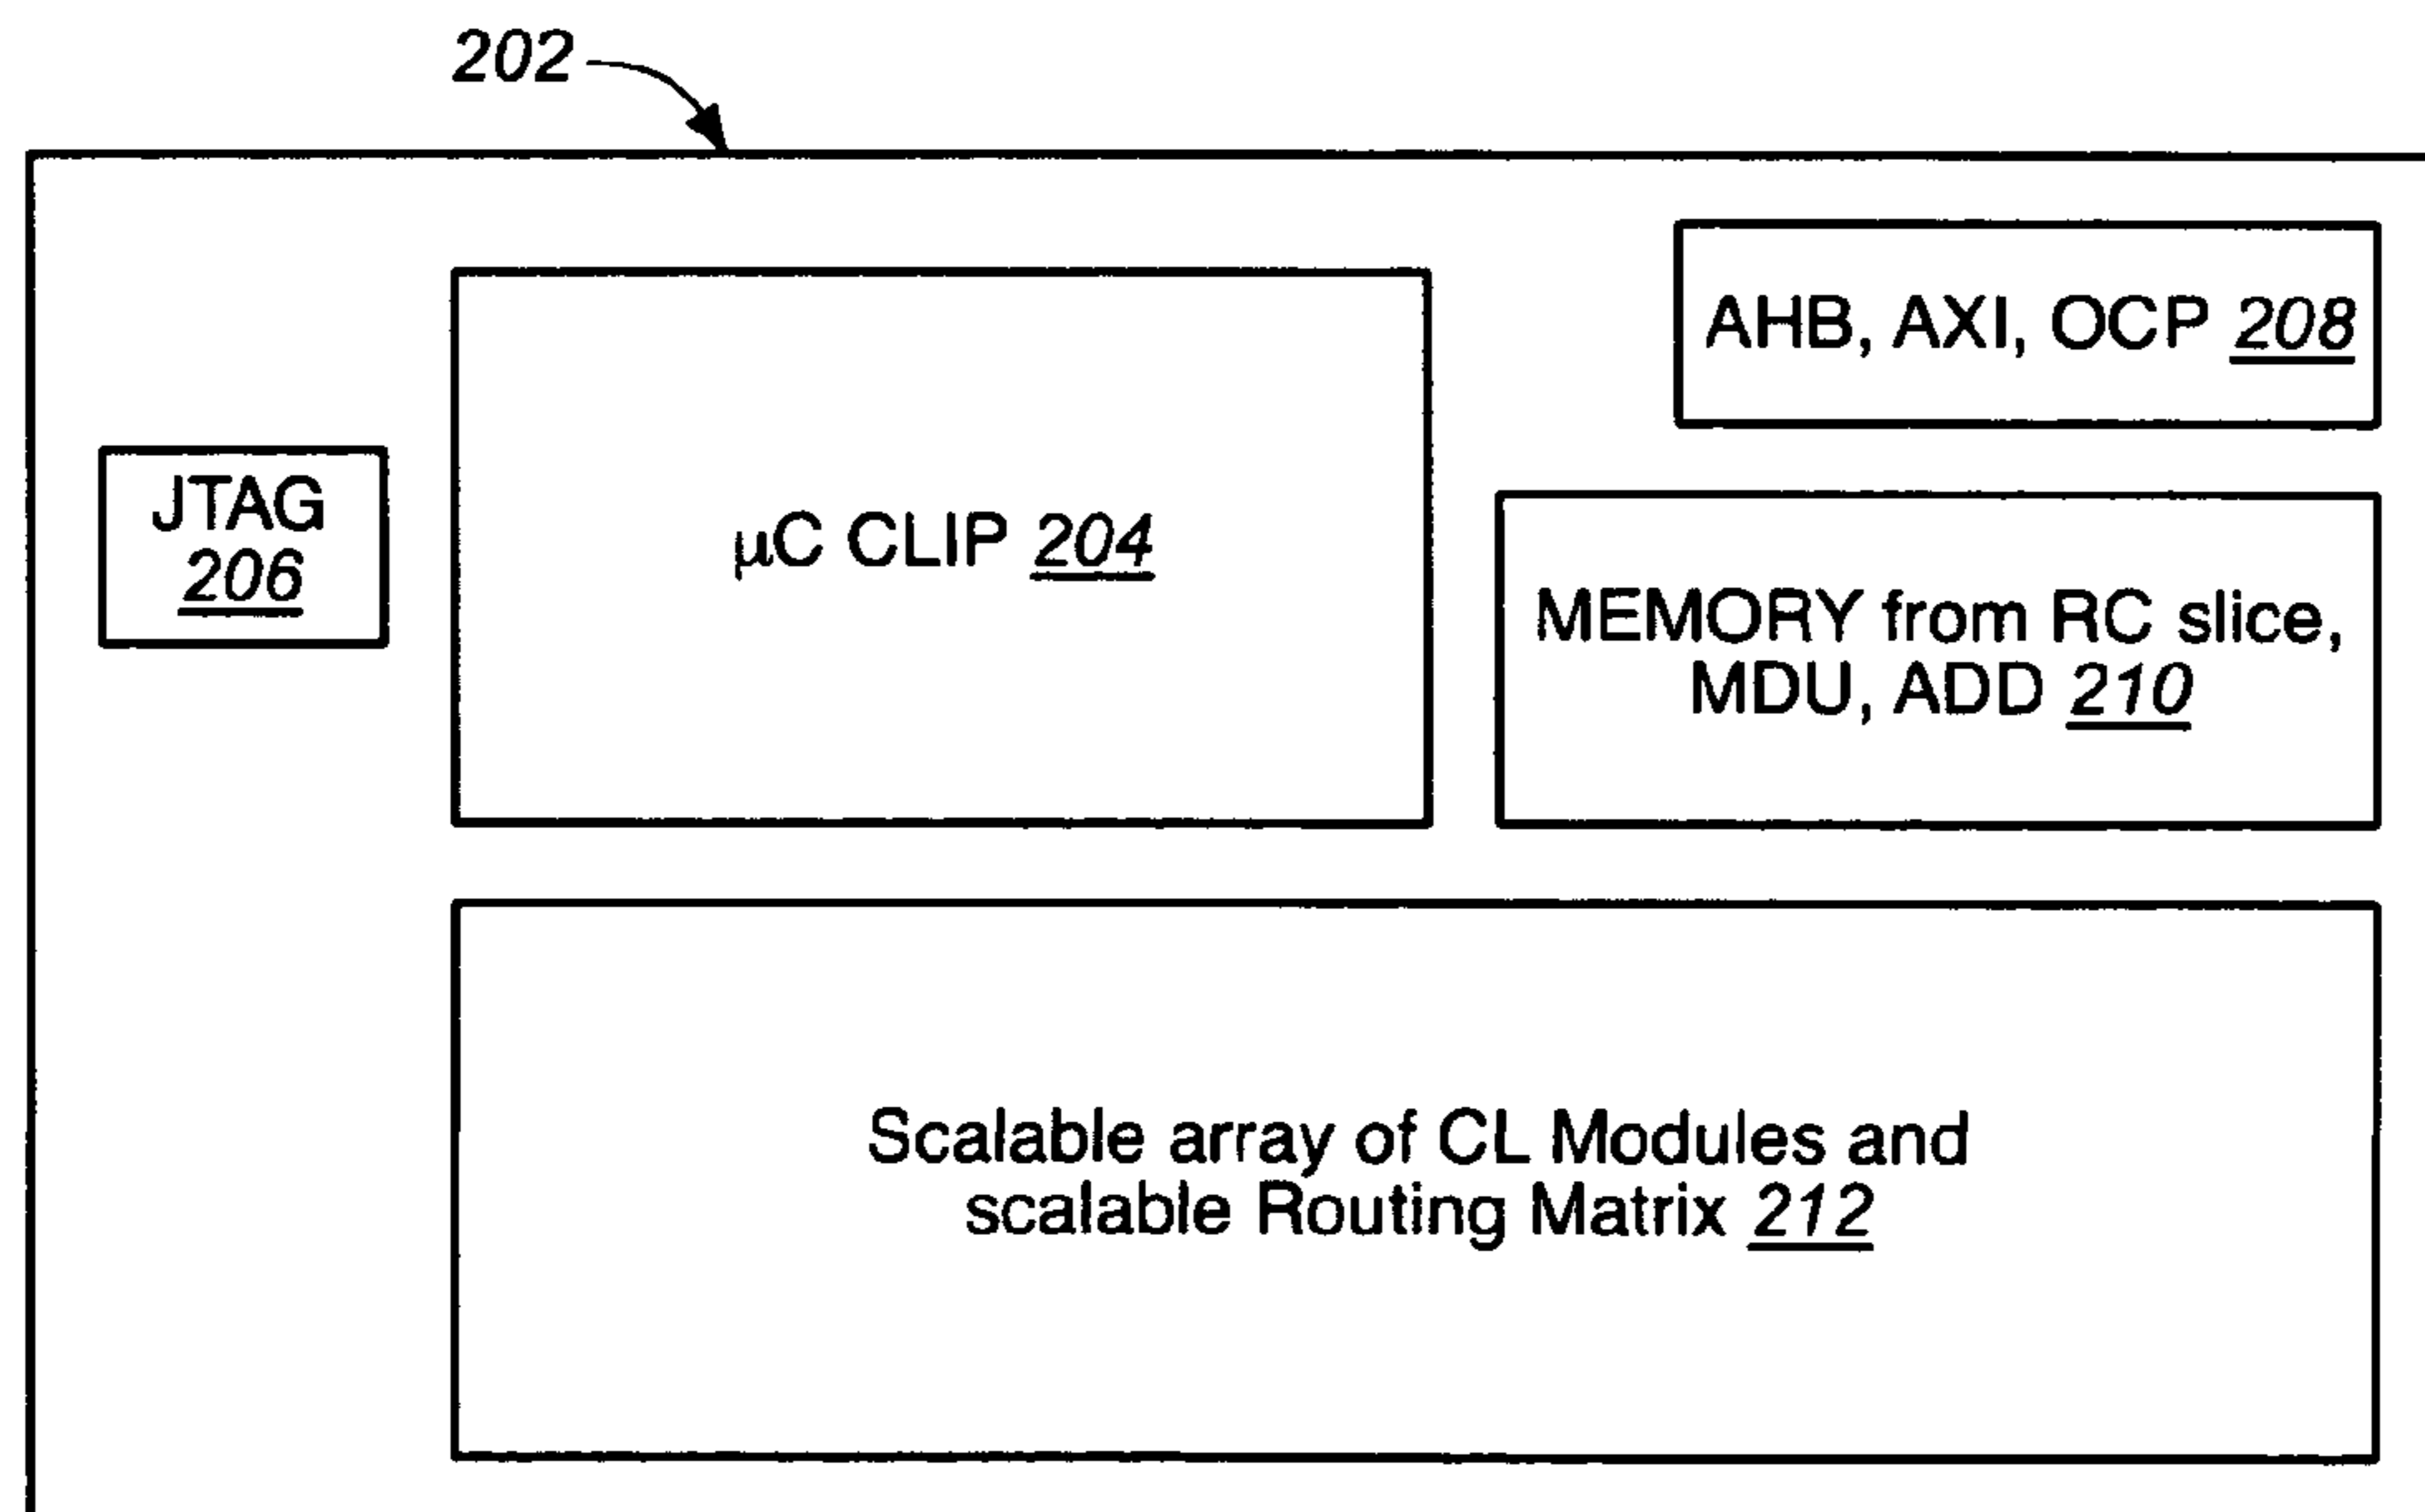 202
AHB, AXI, OCP 208
JTAG
206
μC CLIP 204
MEMORY from RC slice,
MDU, ADD 210
Scalable array of CL Modules and
scalable Routing Matrix 212